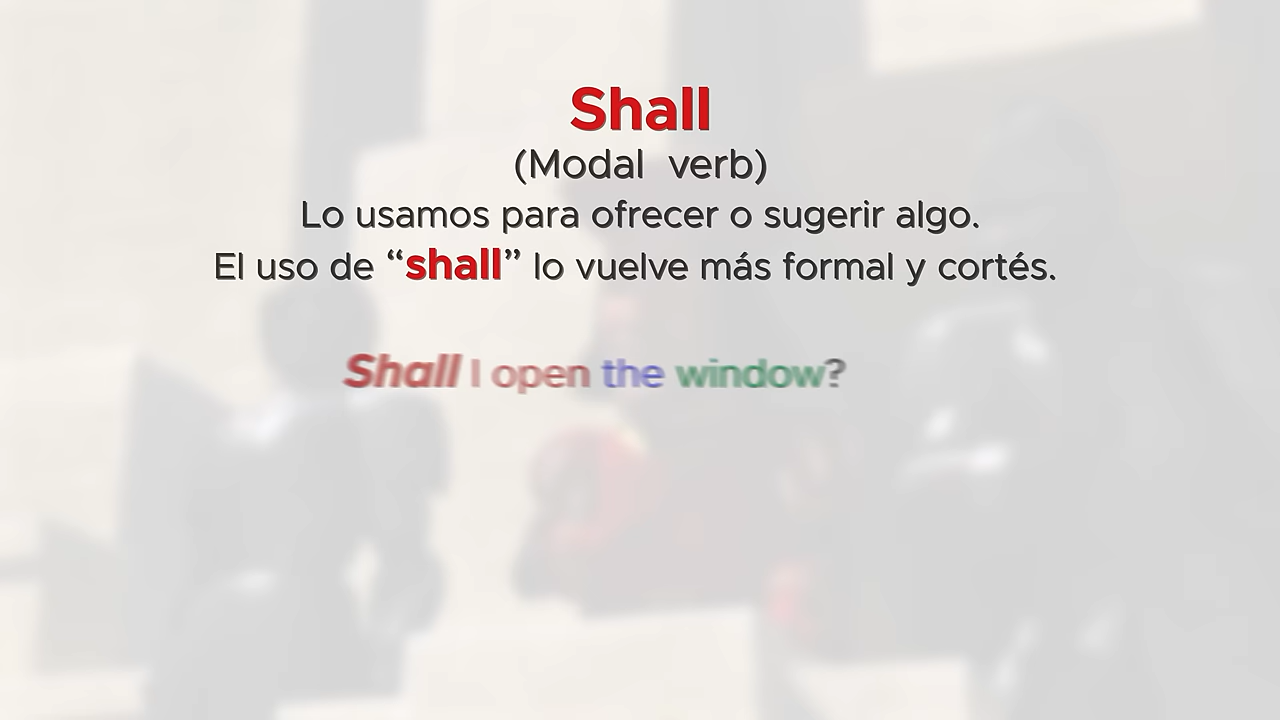 Shall
(Modal verb)
Lo usamos para ofrecer o sugerir algo.
El uso de “shall” lo vuelve más formal y cortés.
Shall I open the window?